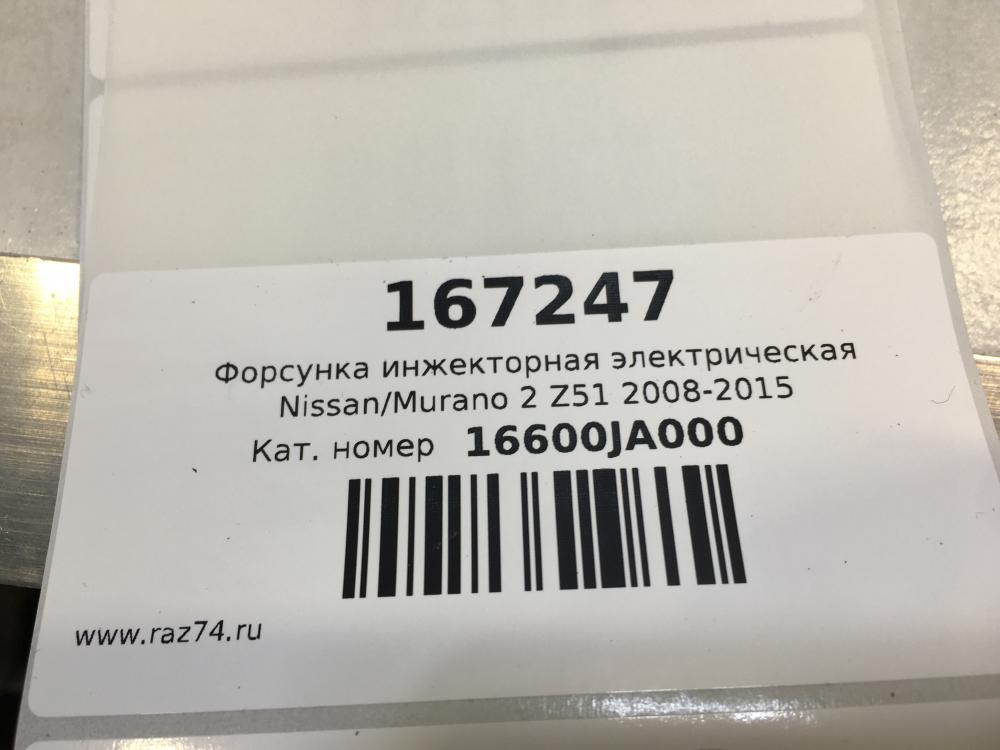 167247
Форсунка инжекторная электрическая
Nissan/Murano 2 Z51 2008-2015
Кат. номер 16600JA000
www.raz74.ru